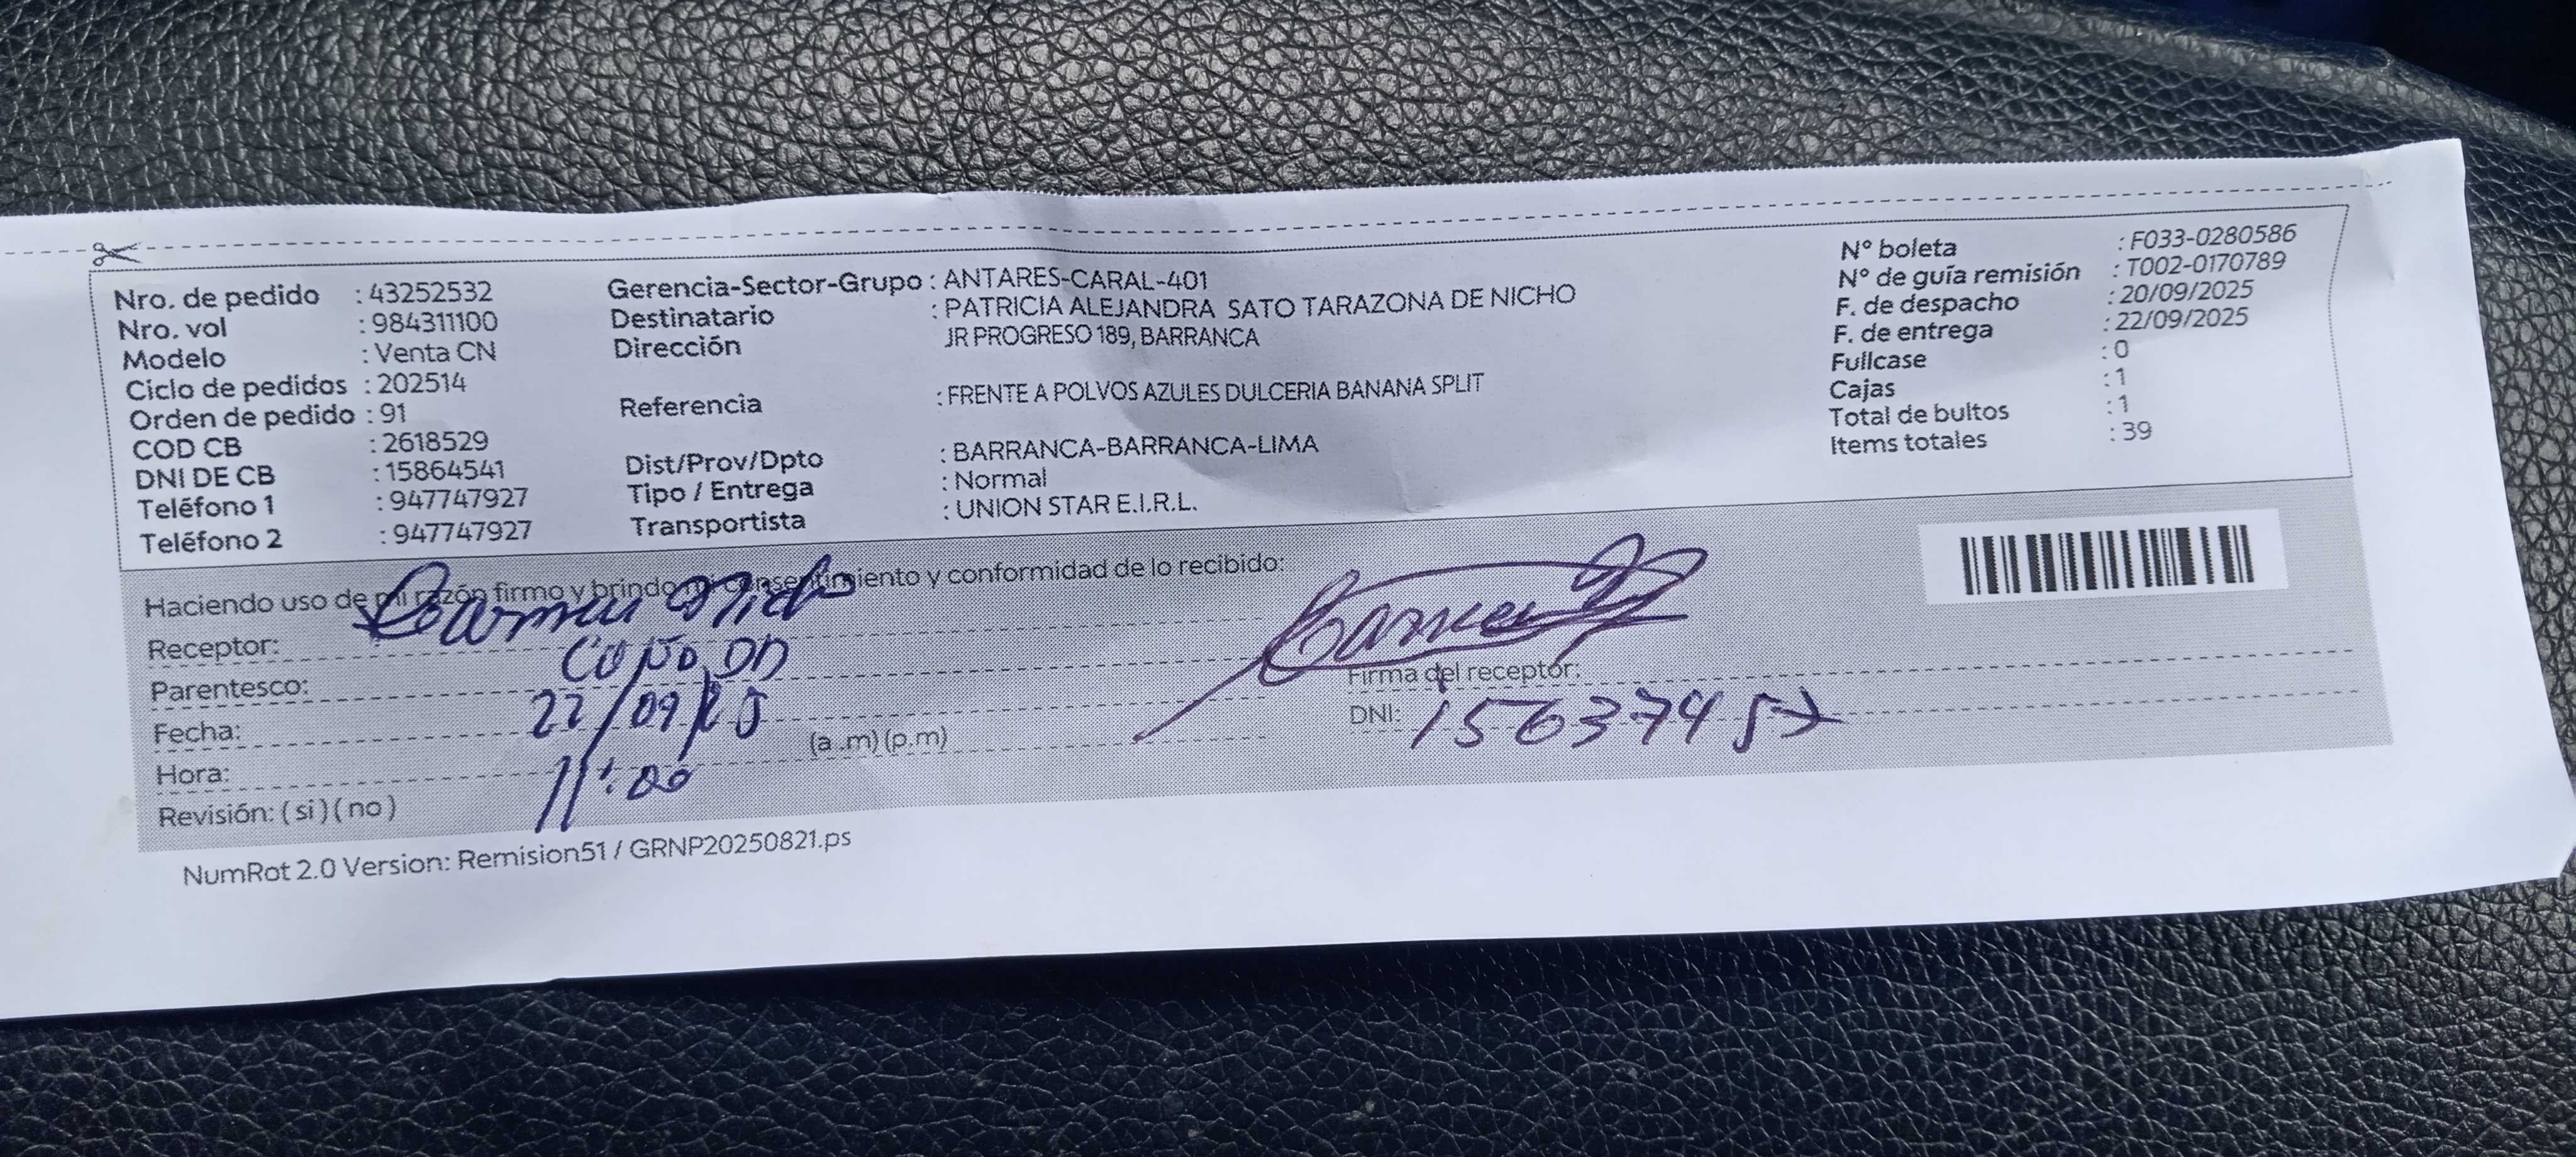 Nro. de pedido : 43252532
Nro. vol : 984311100
Modelo : Venta CN
Ciclo de pedidos : 202514
Orden de pedido : 91
COD CB : 2618529
DNI DE CB : 15864541
Teléfono 1 : 947747927
Teléfono 2 : 947747927
Gerencia-Sector-Grupo : ANTARES-CARAL-401
Destinatario : PATRICIA ALEJANDRA SATO TARAZONA DE NICHO
Dirección JR PROGRESO 189, BARRANCA
Referencia : FRENTE A POLVOS AZULES DULCERIA BANANA SPLIT
Dist/Prov/Dpto : BARRANCA-BARRANCA-LIMA
Tipo / Entrega : Normal
Transportista : UNION STAR E.I.R.L.
N° boleta : F033-0280586
N° de guía remisión : T002-0170789
F. de despacho : 20/09/2025
F. de entrega : 22/09/2025
Fullcase : 0
Cajas : 1
Total de bultos : 1
Items totales : 39
Haciendo uso de mi razón firmo y brindo mi consentimiento y conformidad de lo recibido:
Receptor: Carmen Nicho
Parentesco:
Fecha: 22/09/25
Hora: 11:00 (a .m) (p.m)
Revisión: ( si ) ( no )
Carmen
Firma del receptor:
DNI:
NumRot 2.0 Version: Remision51 / GRNP20250821.ps